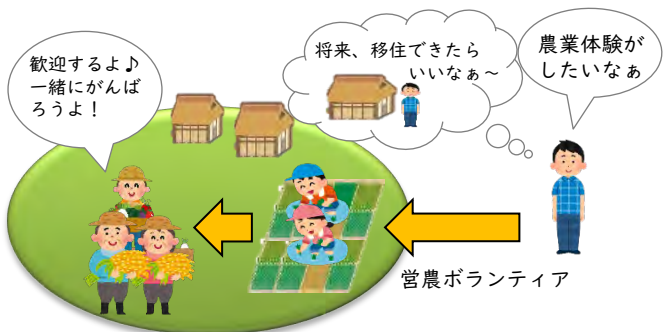 歓迎するよ♪
一緒にがんば
ろうよ！
将来、移住できたら
いいなぁ～
農業体験が
したいなぁ
営農ボランティア